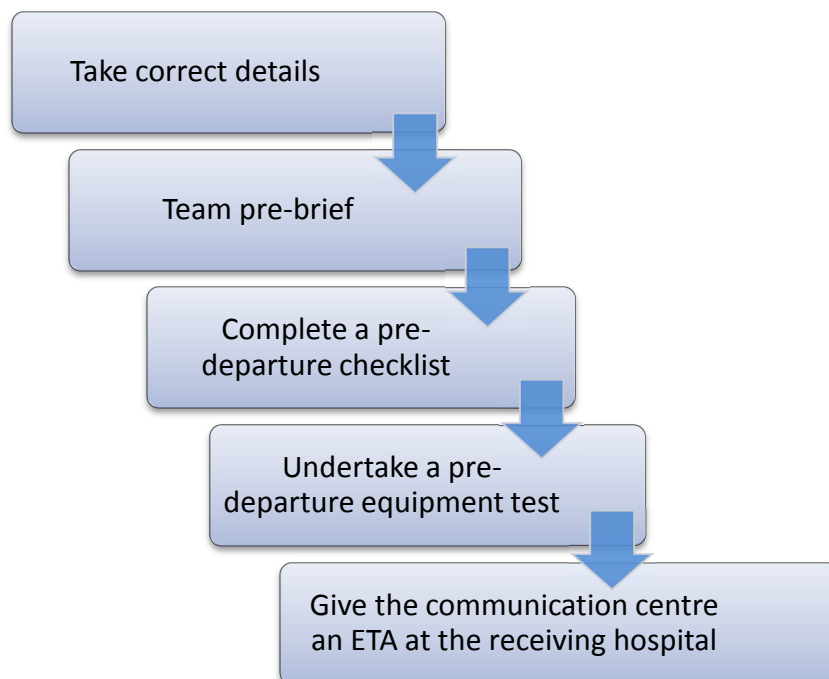 Take correct details
Team pre-brief
Complete a pre-
departure checklist
Undertake a pre-
departure equipment test
Give the communication centre
an ETA at the receiving hospital